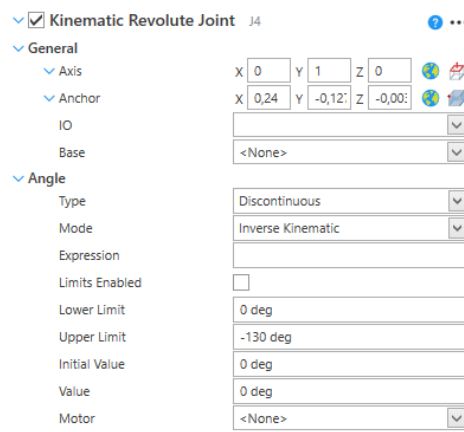 Kinematic Revolute Joint J4
General
Axis X 0 Y 1 Z 0
Anchor X 0,24 Y -0,12 Z -0,00
IO
Base <None>
Angle
Type Discontinuous
Mode Inverse Kinematic
Expression
Limits Enabled
Lower Limit 0 deg
Upper Limit -130 deg
Initial Value 0 deg
Value 0 deg
Motor <None>